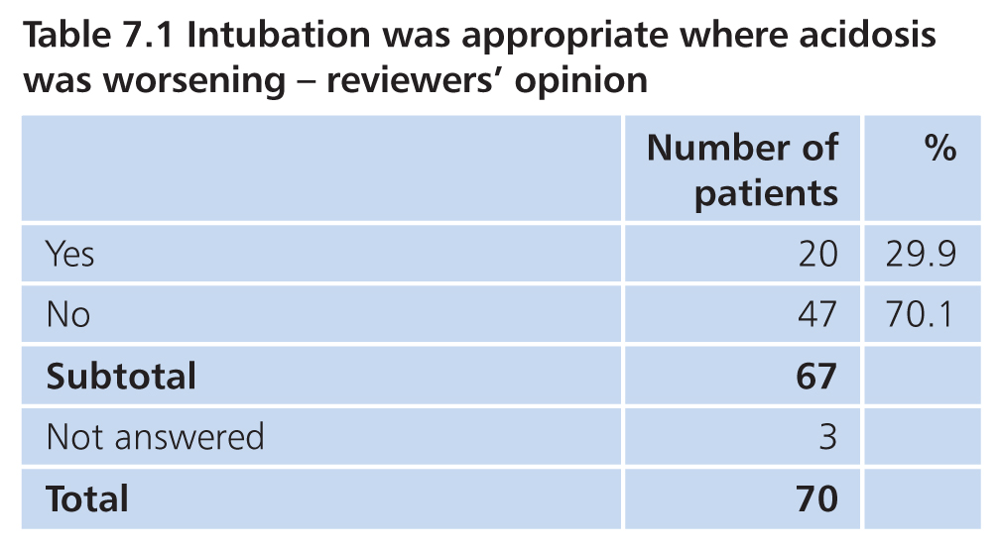 Table 7.1 Intubation was appropriate where acidosis
was worsening – reviewers’ opinion
Number of patients %
Yes 20 29.9
No 47 70.1
Subtotal 67
Not answered 3
Total 70